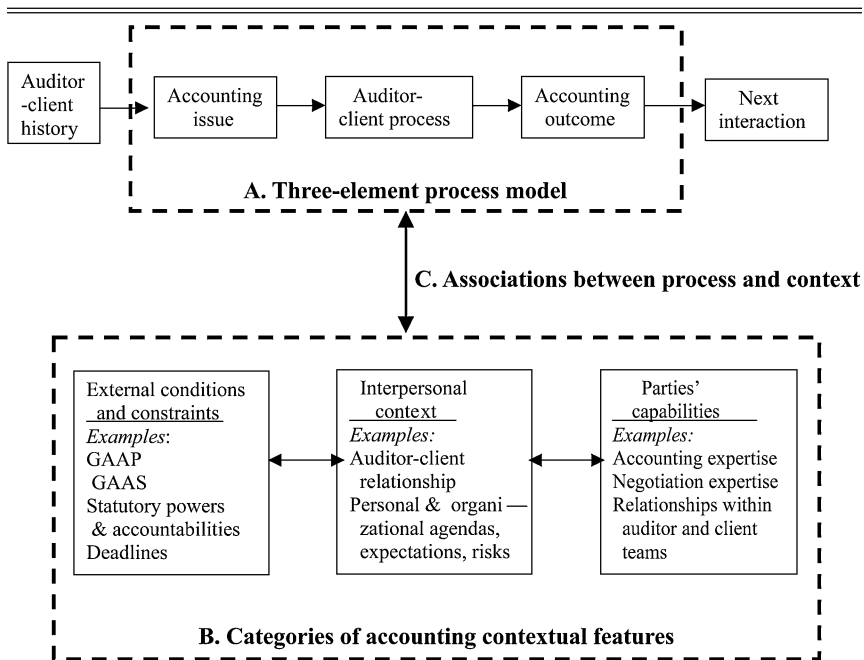 Auditor
-client
history
Accounting
issue
Auditor-
client process
Accounting
outcome
Next
interaction
A. Three-element process model
C. Associations between process and context
External conditions
and constraints
Examples:
GAAP
GAAS
Statutory powers
& accountabilities
Deadlines
Interpersonal
context
Examples:
Auditor-client
relationship
Personal & organi —
zational agendas,
expectations, risks
Parties’
capabilities
Examples:
Accounting expertise
Negotiation expertise
Relationships within
auditor and client
teams
B. Categories of accounting contextual features